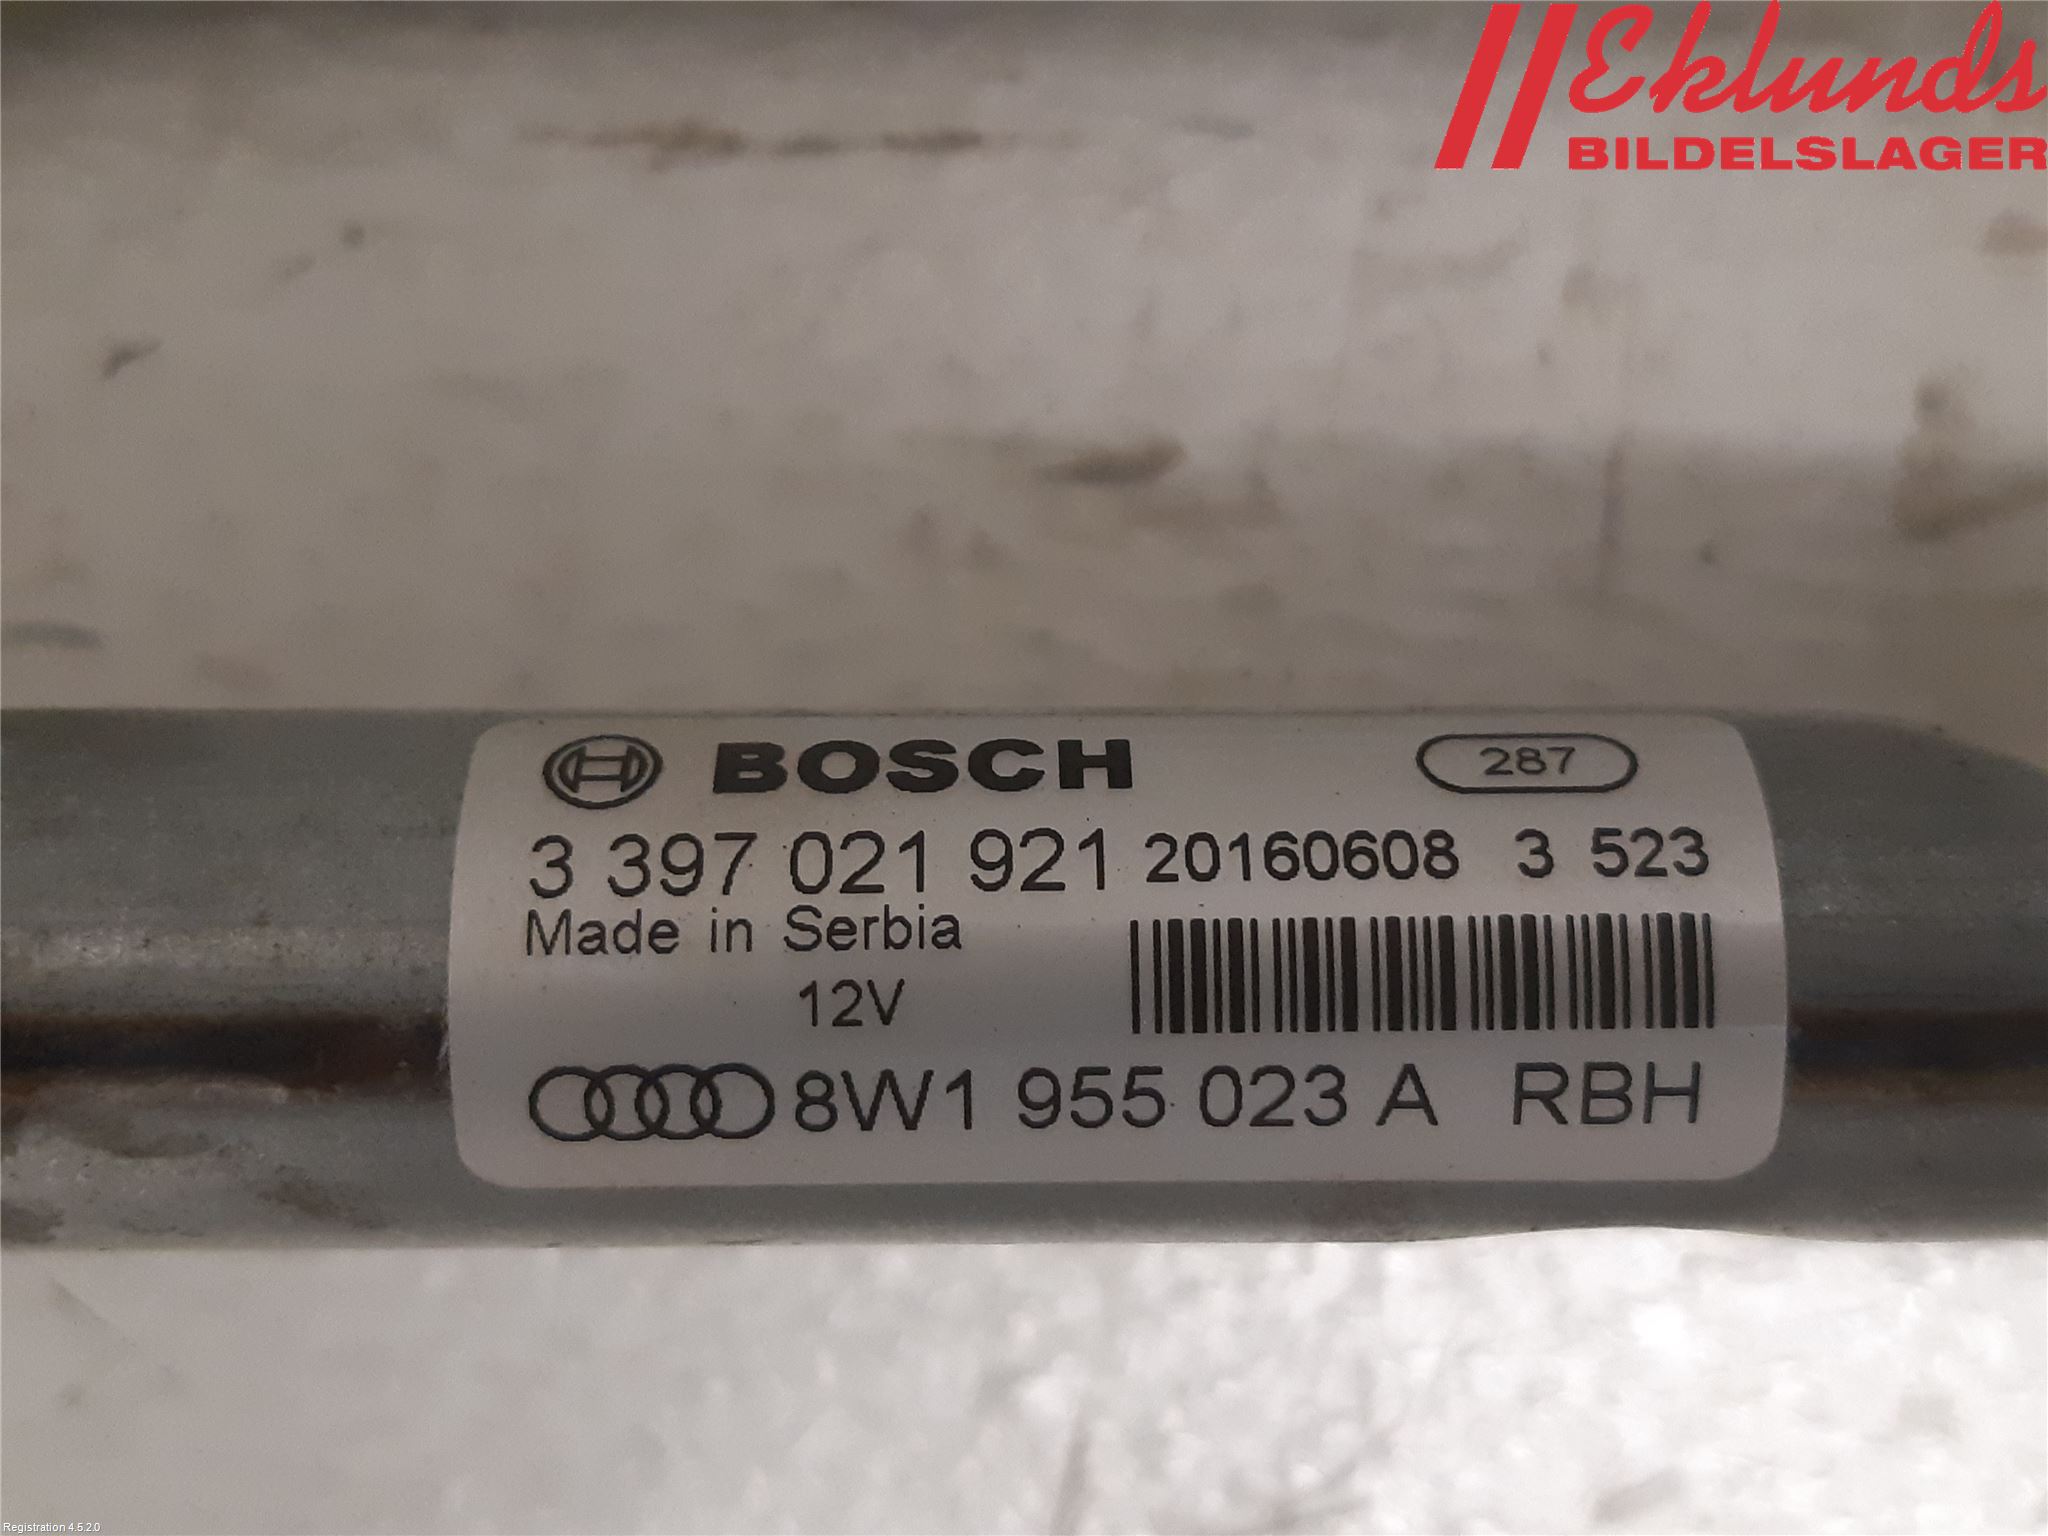 Eklunds
BILDELSLAGER
BOSCH 287
3 397 021 921 20160608 3 523
Made in Serbia
12V
8W1 955 023 A RBH
Registration 4.5.2.0